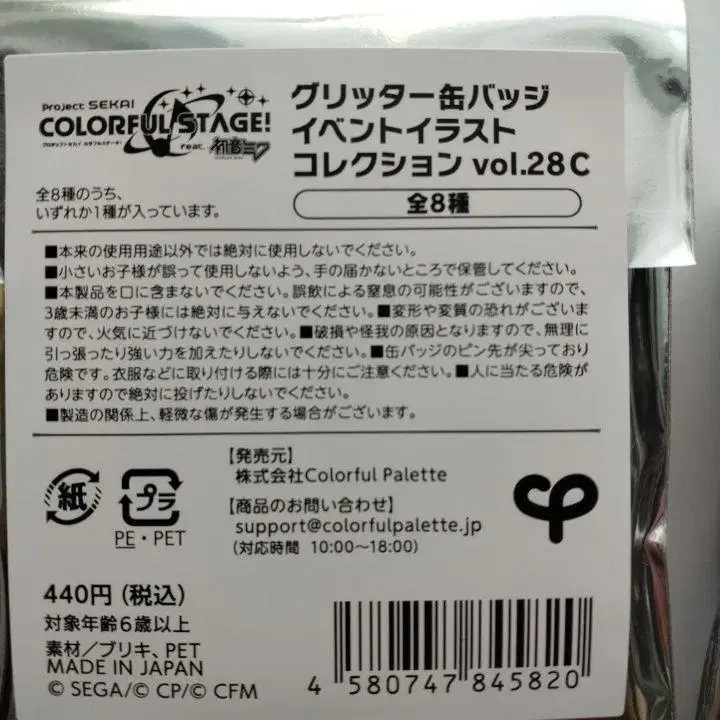 Project SEKAI
COLORFUL STAGE!
プロジェクトセカイ カラフルステージ!
feat. 初音ミク
グリッター缶バッジ
イベントイラスト
コレクション vol.28 C
全8種
全8種のうち、
いずれか1種が入っています。
■本来の使用用途以外では絶対に使用しないでください。
■小さいお子様が誤って使用しないよう、手の届かないところで保管してください。
■本製品を口に含まないでください。誤飲による窒息の可能性がございますので、
3歳未満のお子様には絶対に与えないでください。■変形や変質の恐れがございま
すので、火気に近づけないでください。■破損や怪我の原因となりますので、無理に
引っ張ったり強い力を加えたりしないでください。■缶バッジのピン先が尖っており
危険です。衣服などに取り付ける際には十分にご注意ください。■人に当たる危険が
ありますので絶対に投げたりしないでください。
■製造の関係上、軽微な傷が発生する場合がございます。
【発売元】
株式会社Colorful Palette
【商品のお問い合わせ】
support@colorfulpalette.jp
(対応時間 10:00～18:00)
紙
プラ
PE・PET
440円(税込)
対象年齢6歳以上
素材/ブリキ、PET
MADE IN JAPAN
© SEGA/© CP/© CFM
4 580747 845820